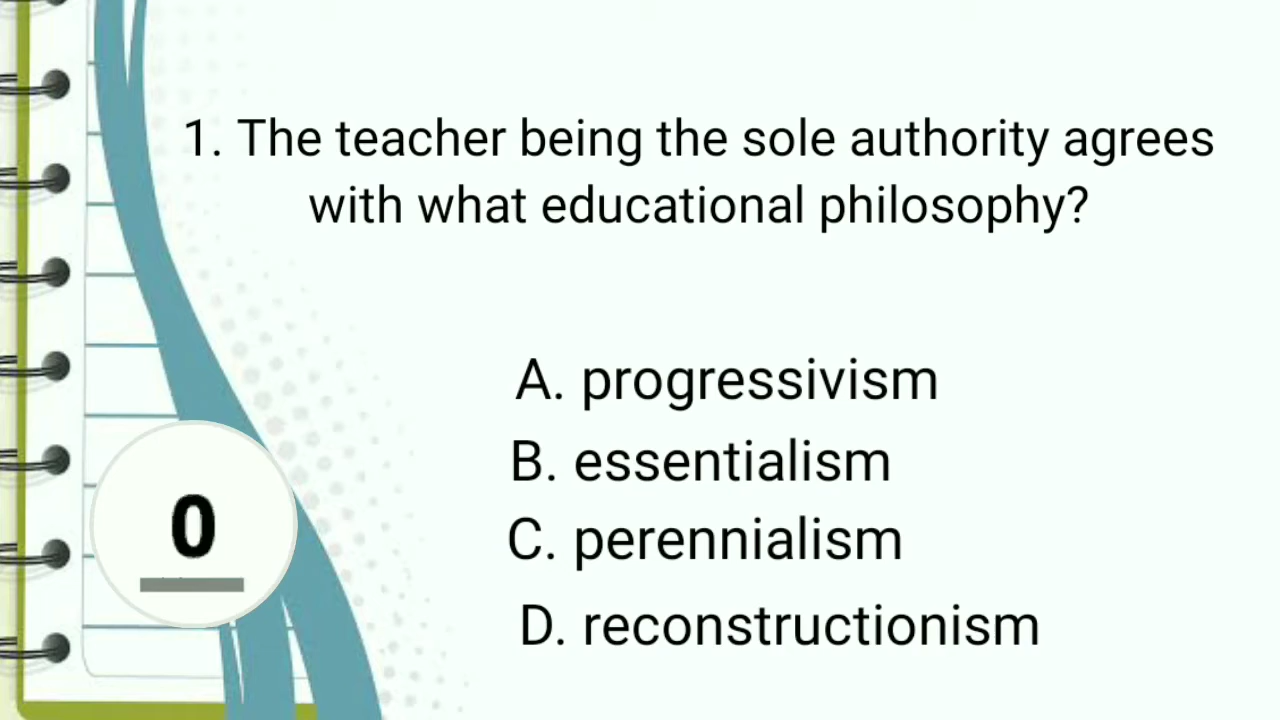 1. The teacher being the sole authority agrees
with what educational philosophy?
A. progressivism
B. essentialism
C. perennialism
D. reconstructionism
0